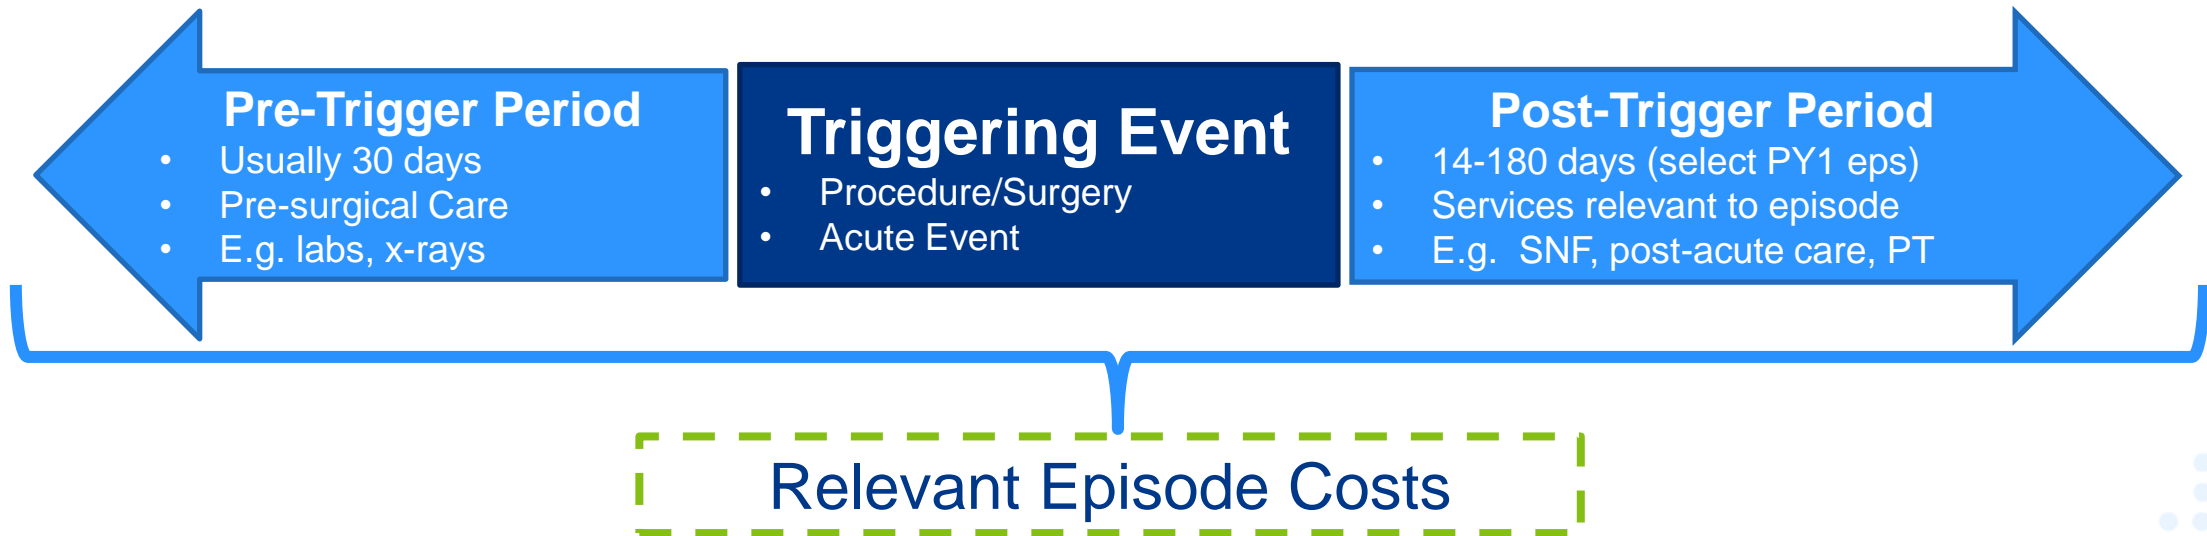 Pre-Trigger Period
• Usually 30 days
• Pre-surgical Care
• E.g. labs, x-rays
Triggering Event
• Procedure/Surgery
• Acute Event
Post-Trigger Period
• 14-180 days (select PY1 eps)
• Services relevant to episode
• E.g. SNF, post-acute care, PT
Relevant Episode Costs